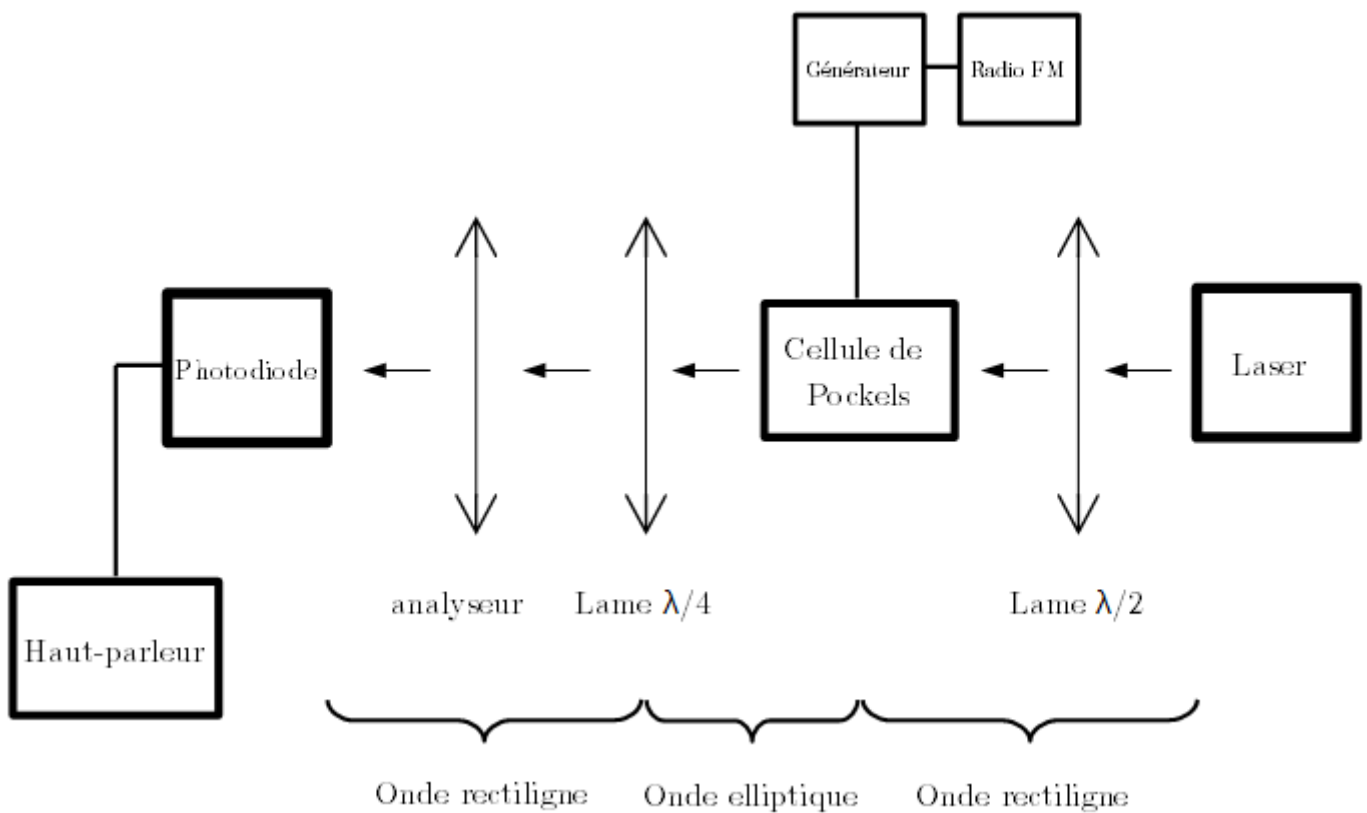 Générateur
Radio FM
Photodiode
Cellule de
Pockels
Laser
analyseur
Lame λ/4
Lame λ/2
Haut-parleur
Onde rectiligne
Onde elliptique
Onde rectiligne